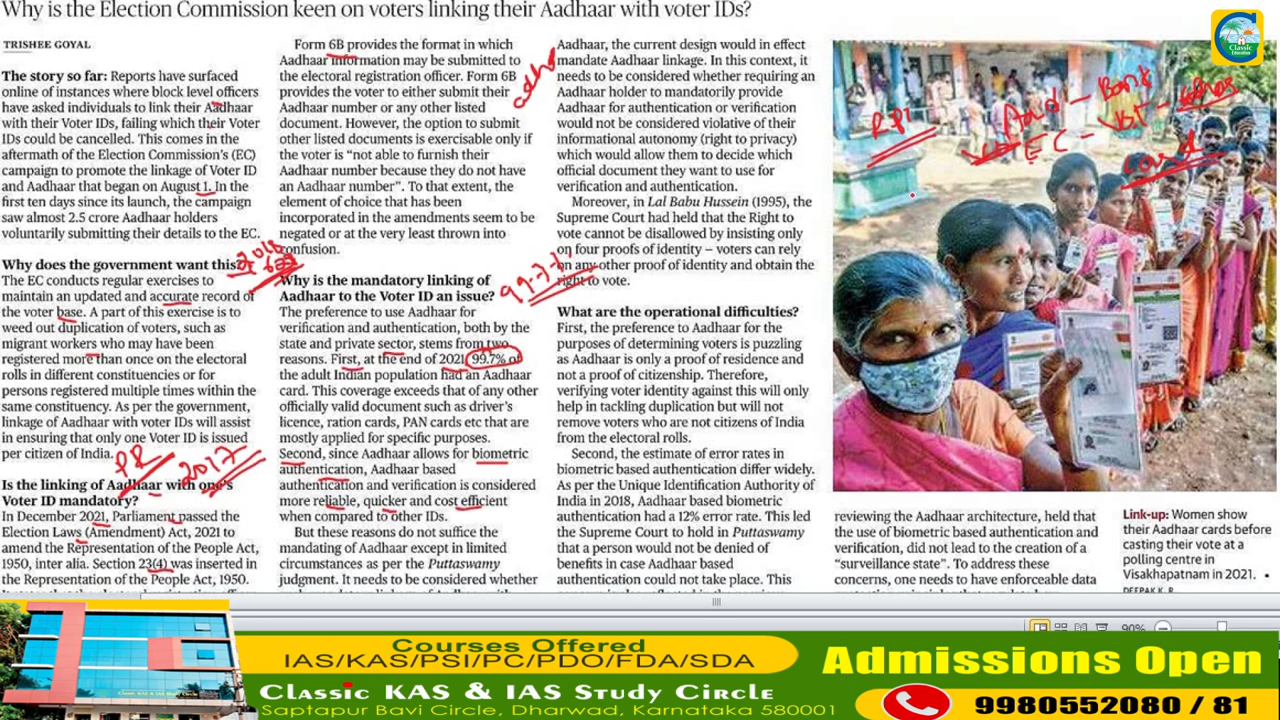 Why is the Election Commission keen on voters linking their Aadhaar with voter IDs?
TRISHEE GOYAL
The story so far: Reports have surfaced
online of instances where block level officers
have asked individuals to link their Aadhaar
with their Voter IDs, failing which their Voter
IDs could be cancelled. This comes in the
aftermath of the Election Commission's (EC)
campaign to promote the linkage of Voter ID
and Aadhaar that began on August 1. In the
first ten days since its launch, the campaign
saw almost 2.5 crore Aadhaar holders
voluntarily submitting their details to the EC.
Why does the government want this?
The EC conducts regular exercises to
maintain an updated and accurate record of
the voter base. A part of this exercise is to
weed out duplication of voters, such as
migrant workers who may have been
registered more than once on the electoral
rolls in different constituencies or for
persons registered multiple times within the
same constituency. As per the government,
linkage of Aadhaar with voter IDs will assist
in ensuring that only one Voter ID is issued
per citizen of India.
PR - 2017
Is the linking of Aadhaar with one's
Voter ID mandatory?
In December 2021, Parliament passed the
Election Laws (Amendment) Act, 2021 to
amend the Representation of the People Act,
1950, inter alia. Section 23(4) was inserted in
the Representation of the People Act, 1950.
Form 6B provides the format in which
Aadhaar information may be submitted to
the electoral registration officer. Form 6B
provides the voter to either submit their
Aadhaar number or any other listed
document. However, the option to submit
other listed documents is exercisable only if
the voter is "not able to furnish their
Aadhaar number because they do not have
an Aadhaar number". To that extent, the
element of choice that has been
incorporated in the amendments seem to be
negated or at the very least thrown into
confusion.
Why is the mandatory linking of
Aadhaar to the Voter ID an issue?
The preference to use Aadhaar for
verification and authentication, both by the
state and private sector, stems from two
reasons. First, at the end of 2021, 99.7% of
the adult Indian population had an Aadhaar
card. This coverage exceeds that of any other
officially valid document such as driver's
licence, ration cards, PAN cards etc that are
mostly applied for specific purposes.
Second, since Aadhaar allows for biometric
authentication, Aadhaar based
authentication and verification is considered
more reliable, quicker and cost efficient
when compared to other IDs.
But these reasons do not suffice the
mandating of Aadhaar except in limited
circumstances as per the Puttaswamy
judgment. It needs to be considered whether
Aadhaar, the current design would in effect
mandate Aadhaar linkage. In this context, it
needs to be considered whether requiring an
Aadhaar holder to mandatorily provide
Aadhaar for authentication or verification
would not be considered violative of their
informational autonomy (right to privacy)
which would allow them to decide which
official document they want to use for
verification and authentication.
Moreover, in Lal Babu Hussein (1995), the
Supreme Court had held that the Right to
vote cannot be disallowed by insisting only
on four proofs of identity – voters can rely
on any other proof of identity and obtain the
right to vote.
What are the operational difficulties?
First, the preference to Aadhaar for the
purposes of determining voters is puzzling
as Aadhaar is only a proof of residence and
not a proof of citizenship. Therefore,
verifying voter identity against this will only
help in tackling duplication but will not
remove voters who are not citizens of India
from the electoral rolls.
Second, the estimate of error rates in
biometric based authentication differ widely.
As per the Unique Identification Authority of
India in 2018, Aadhaar based biometric
authentication had a 12% error rate. This led
the Supreme Court to hold in Puttaswamy
that a person would not be denied of
benefits in case Aadhaar based
authentication could not take place. This
reviewing the Aadhaar architecture, held that
the use of biometric based authentication and
verification, did not lead to the creation of a
"surveillance state". To address these
concerns, one needs to have enforceable data
Link-up: Women show
their Aadhaar cards before
casting their vote at a
polling centre in
Visakhapatnam in 2021.
DEEPAK K. R.
90%
Classic
Education
Courses Offered
IAS/KAS/PSI/PC/PDO/FDA/SDA
Classic KAS & IAS Study Circle
Saptapur Bavi Circle, Dharwad, Karnataka 580001
Admissions Open
9980552080 / 81